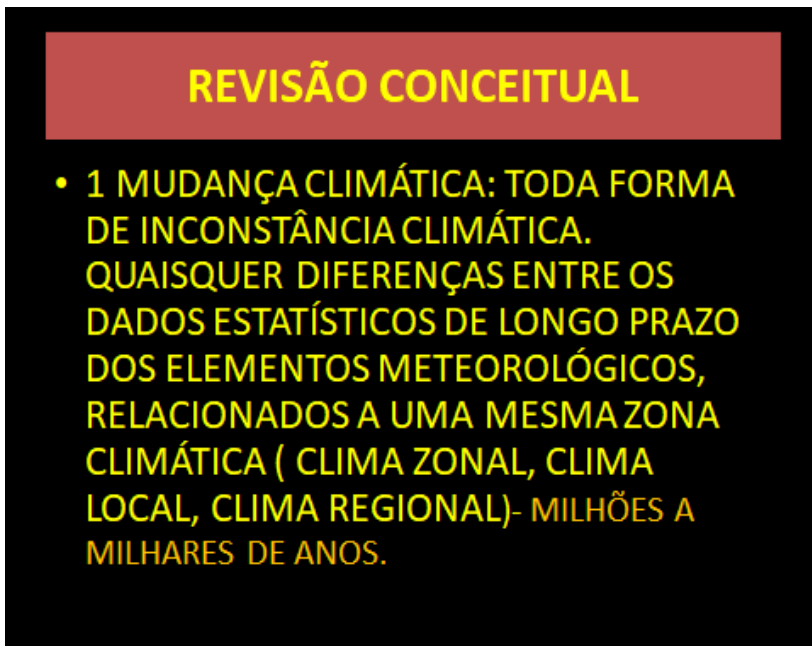 REVISÃO CONCEITUAL
• 1 MUDANÇA CLIMÁTICA: TODA FORMA
DE INCONSTÂNCIA CLIMÁTICA.
QUAISQUER DIFERENÇAS ENTRE OS
DADOS ESTATÍSTICOS DE LONGO PRAZO
DOS ELEMENTOS METEOROLÓGICOS,
RELACIONADOS A UMA MESMA ZONA
CLIMÁTICA ( CLIMA ZONAL, CLIMA
LOCAL, CLIMA REGIONAL)- MILHÕES A
MILHARES DE ANOS.